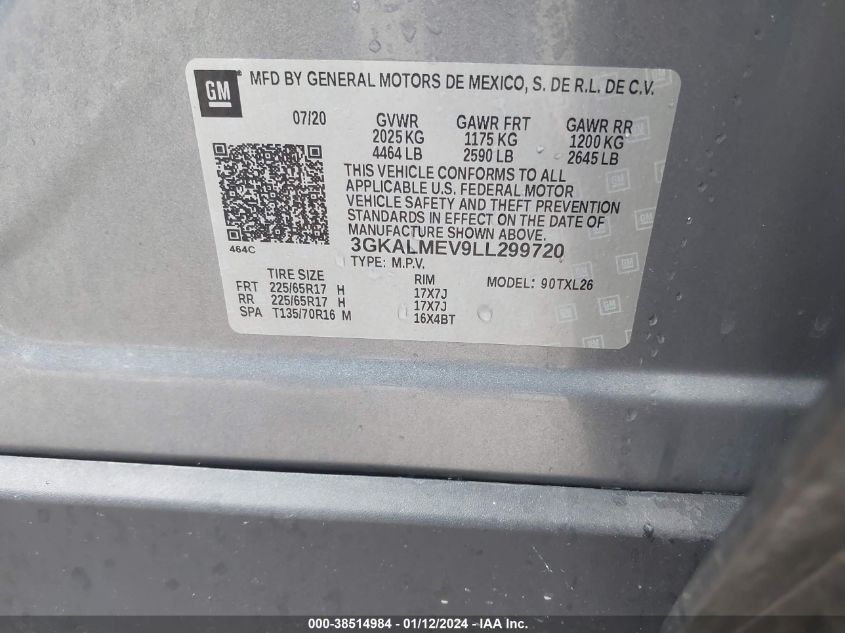 GM
MFD BY GENERAL MOTORS DE MEXICO, S. DE R.L. DE C.V.
07/20 GVWR GAWR FRT GAWR RR
2025 KG 1175 KG 1200 KG
4464 LB 2590 LB 2645 LB
THIS VEHICLE CONFORMS TO ALL
APPLICABLE U.S. FEDERAL MOTOR
VEHICLE SAFETY AND THEFT PREVENTION
STANDARDS IN EFFECT ON THE DATE OF
MANUFACTURE SHOWN ABOVE.
464C 3GKALMEV9LL299720
TYPE: M.P.V.
TIRE SIZE RIM MODEL: 90TXL26
FRT 225/65R17 H 17X7J
RR 225/65R17 H 17X7J
SPA T135/70R16 M 16X4BT
000-38514984 - 01/12/2024 - IAA Inc.